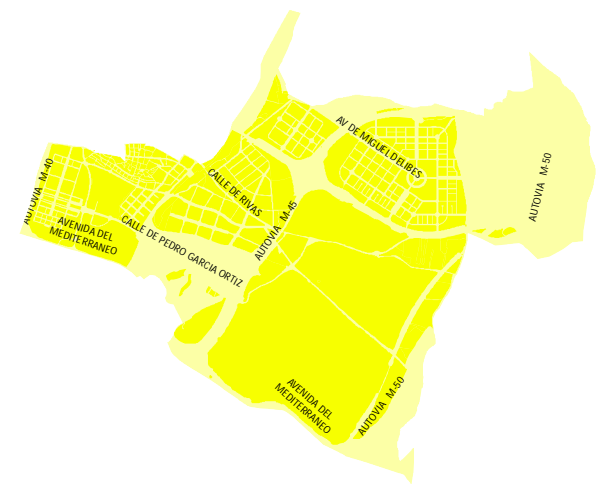 AV DE MIGUEL DELIBES
AUTOVIA M-50
AUTOVIA M-40
CALLE DE RIVAS
AVENIDA DEL
MEDITERRANEO
CALLE DE PEDRO GARCIA ORTIZ
AUTOVIA M-45
AVENIDA DEL
MEDITERRANEO
AUTOVIA M-50